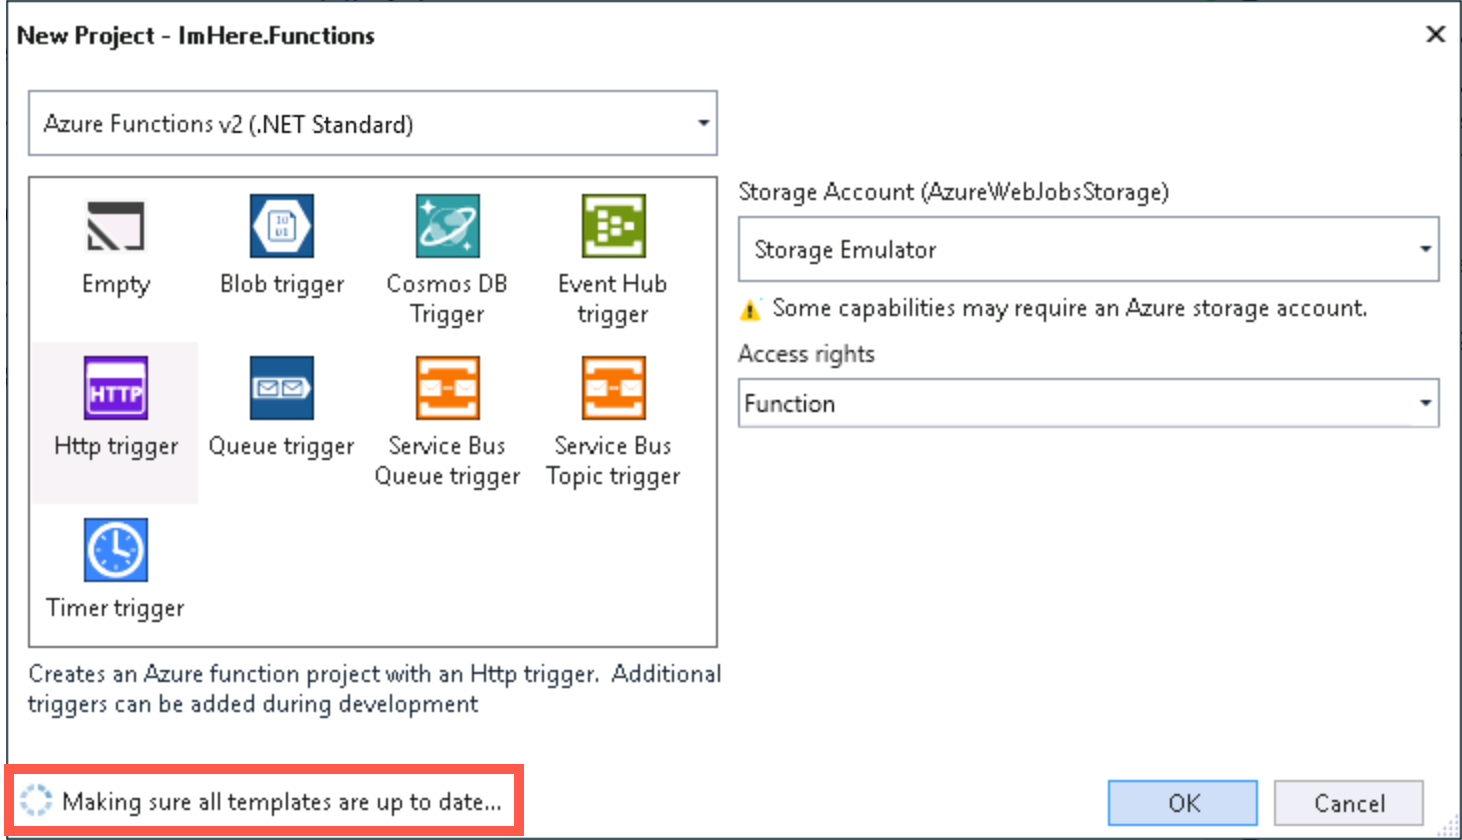 New Project - ImHere.Functions
Azure Functions v2 (.NET Standard)
Empty
Blob trigger
Cosmos DB
Trigger
Event Hub
trigger
HTTP
Http trigger
Queue trigger
Service Bus
Queue trigger
Service Bus
Topic trigger
Timer trigger
Creates an Azure function project with an Http trigger.  Additional
triggers can be added during development
Storage Account (AzureWebJobsStorage)
Storage Emulator
Some capabilities may require an Azure storage account.
Access rights
Function
Making sure all templates are up to date...
OK
Cancel